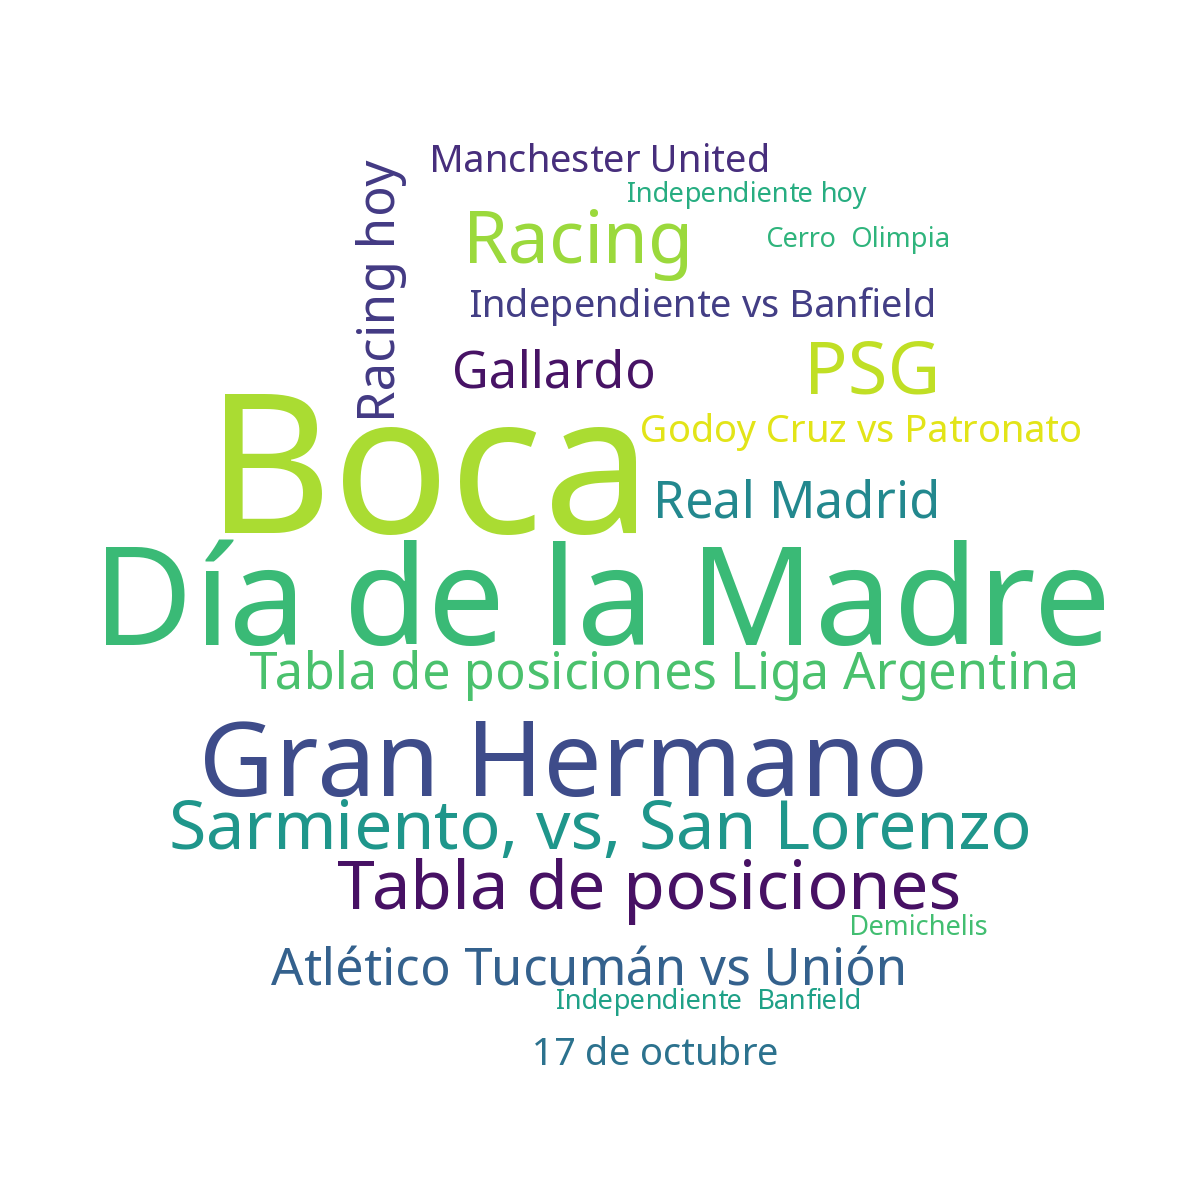 Manchester United
Racing hoy
Independiente hoy
Racing
Cerro  Olimpia
Independiente vs Banfield
Gallardo
PSG
Boca
Godoy Cruz vs Patronato
Real Madrid
Día de la Madre
Tabla de posiciones Liga Argentina
Gran Hermano
Sarmiento, vs, San Lorenzo
Tabla de posiciones
Demichelis
Atlético Tucumán vs Unión
Independiente  Banfield
17 de octubre